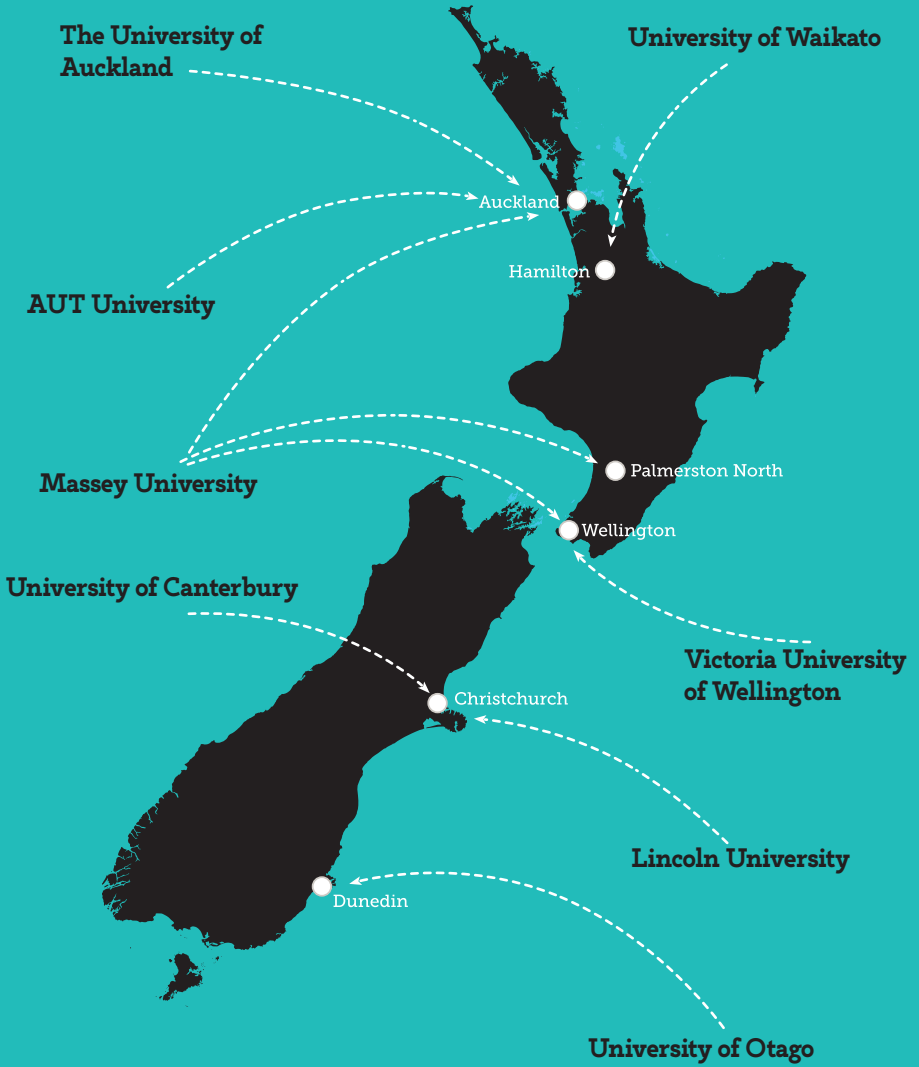 The University of
Auckland
University of Waikato
Auckland
Hamilton
AUT University
Massey University
Palmerston North
Wellington
University of Canterbury
Victoria University
of Wellington
Christchurch
Lincoln University
Dunedin
University of Otago